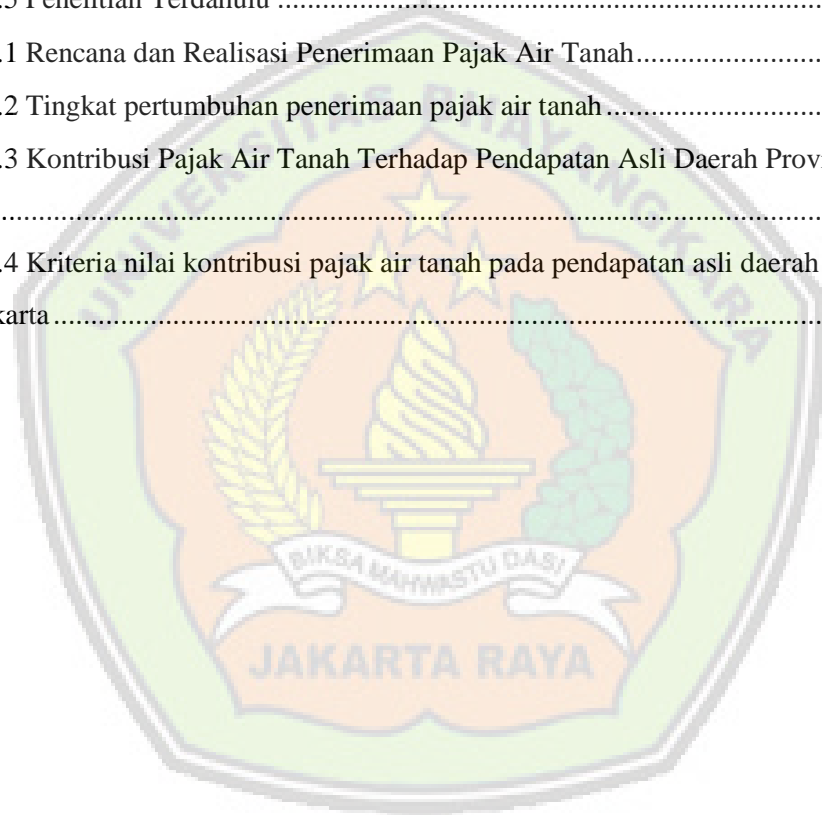 .5 Penelitian Terdahulu ..........................................................................
.1 Rencana dan Realisasi Penerimaan Pajak Air Tanah.........................
.2 Tingkat pertumbuhan penerimaan pajak air tanah.............................
.3 Kontribusi Pajak Air Tanah Terhadap Pendapatan Asli Daerah Prov
..............................................................................................................
.4 Kriteria nilai kontribusi pajak air tanah pada pendapatan asli daerah
karta.......................................................................................................
UNIVERSITAS BHAYANGKARA
BIKSA MAHWASTU DASI
JAKARTA RAYA